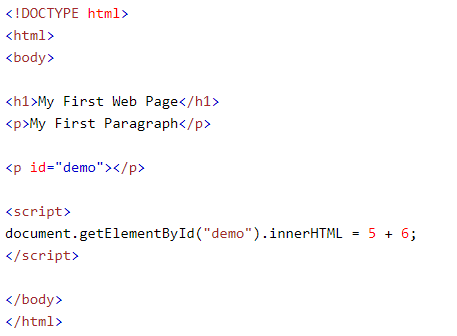 <!DOCTYPE html>
<html>
<body>
<h1>My First Web Page</h1>
<p>My First Paragraph</p>
<p id="demo"></p>
<script>
document.getElementById("demo").innerHTML = 5 + 6;
</script>
</body>
</html>